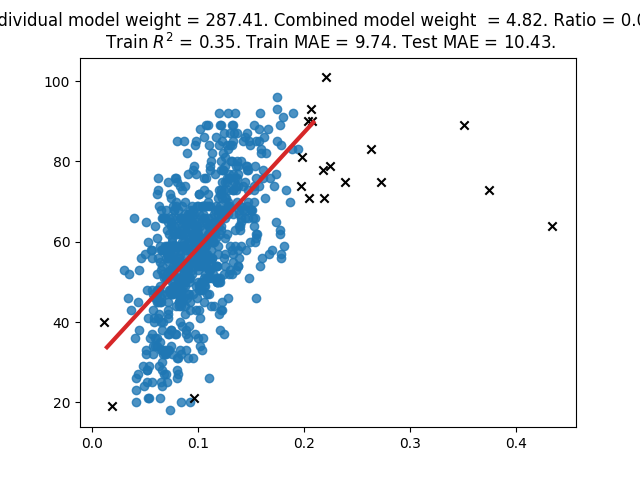 dividual model weight = 287.41. Combined model weight = 4.82. Ratio = 0.0
Train R² = 0.35. Train MAE = 9.74. Test MAE = 10.43.
100
80
60
40
20
0.0 0.1 0.2 0.3 0.4